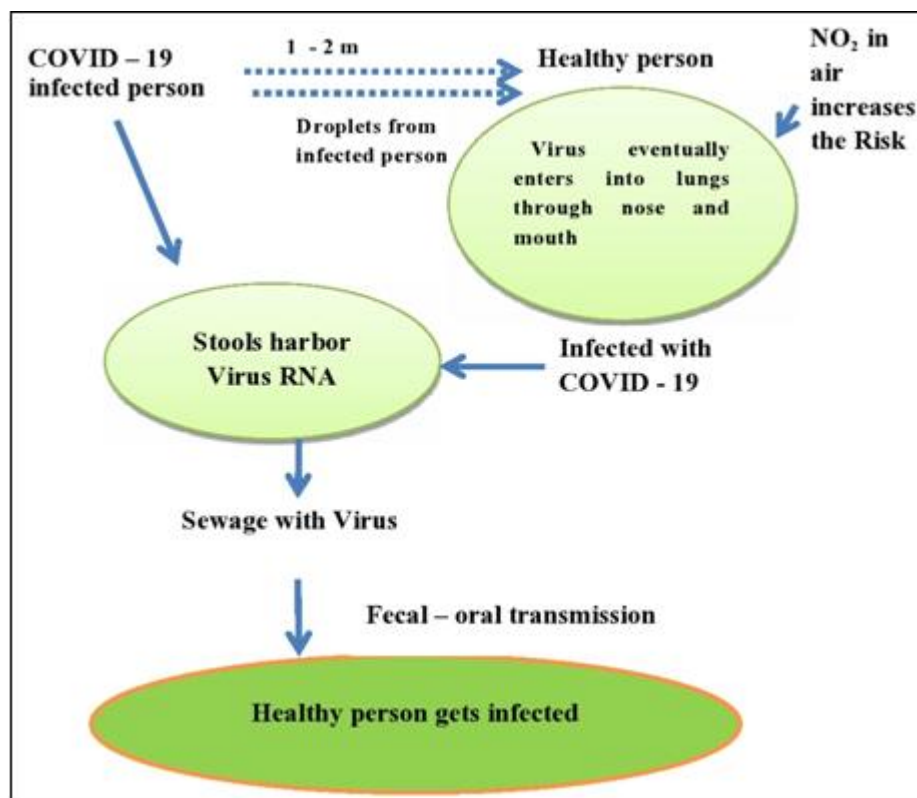 COVID – 19
infected person
1 - 2 m
Droplets from
infected person
Healthy person
NO₂ in
air
increases
the Risk
Virus eventually
enters into lungs
through nose and
mouth
Infected with
COVID - 19
Stools harbor
Virus RNA
Sewage with Virus
Fecal – oral transmission
Healthy person gets infected